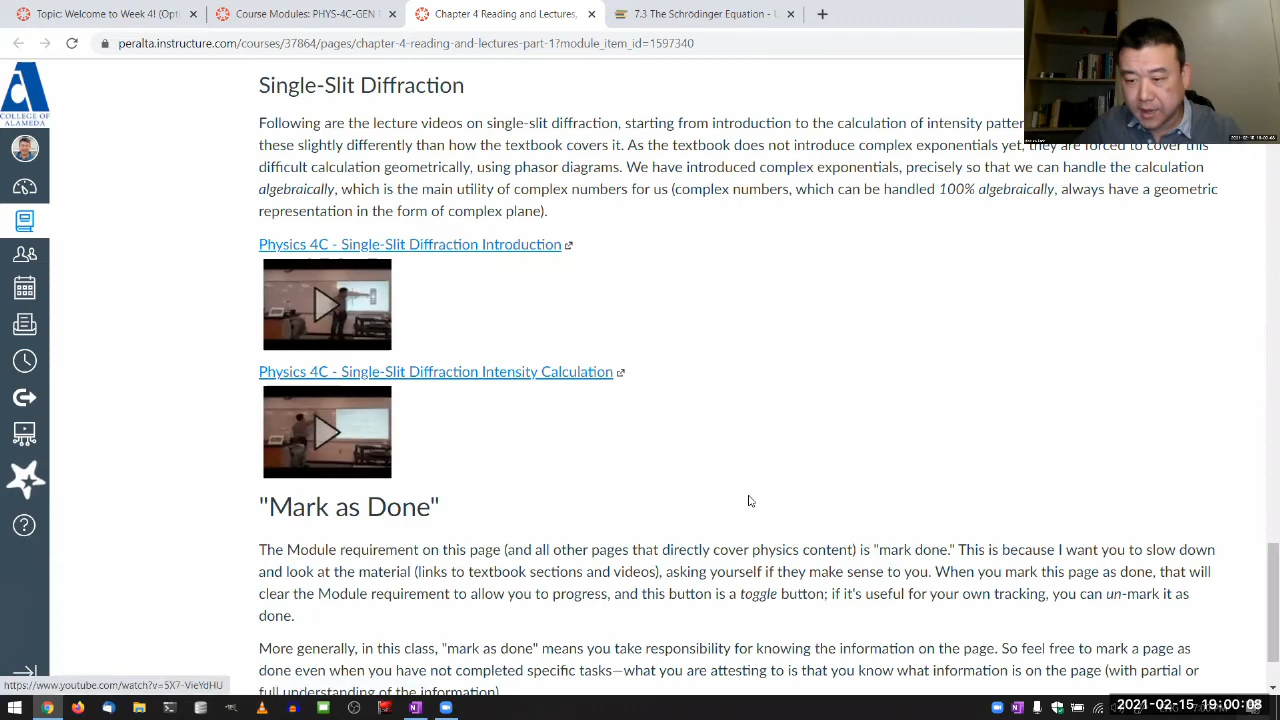 Topic: Welcome to Week 4! (Opti
Course Modules: PHYS-4C-GEN
Chapter 4 Reading and Lectures,
7.3 The Schrödinger Equation - U
peralta.instructure.com/courses/37864/pages/chapter-4-reading-and-lectures-part-1?module_item_id=1597340
2021-02-15 19:00:08
COLLEGE OF
ALAMEDA
Single-Slit Diffraction
Following are the lecture videos on single-slit diffraction, starting from introduction to the calculation of intensity patter
these slightly differently than how the textbook covers it. As the textbook does not introduce complex exponentials yet, they are forced to cover this
difficult calculation geometrically, using phasor diagrams. We have introduced complex exponentials, precisely so that we can handle the calculation
algebraically, which is the main utility of complex numbers for us (complex numbers, which can be handled 100% algebraically, always have a geometric
representation in the form of complex plane).
Physics 4C - Single-Slit Diffraction Introduction
Physics 4C - Single-Slit Diffraction Intensity Calculation
"Mark as Done"
The Module requirement on this page (and all other pages that directly cover physics content) is "mark done." This is because I want you to slow down
and look at the material (links to textbook sections and videos), asking yourself if they make sense to you. When you mark this page as done, that will
clear the Module requirement to allow you to progress, and this button is a toggle button; if it's useful for your own tracking, you can un-mark it as
done.
More generally, in this class, "mark as done" means you take responsibility for knowing the information on the page. So feel free to mark a page as
done even when you have not completed specific tasks—what you are attesting to is that you know what information is on the page (with partial or
full understanding of the information).
https://www.youtube.com/watch?v=5X7-VieYdHU